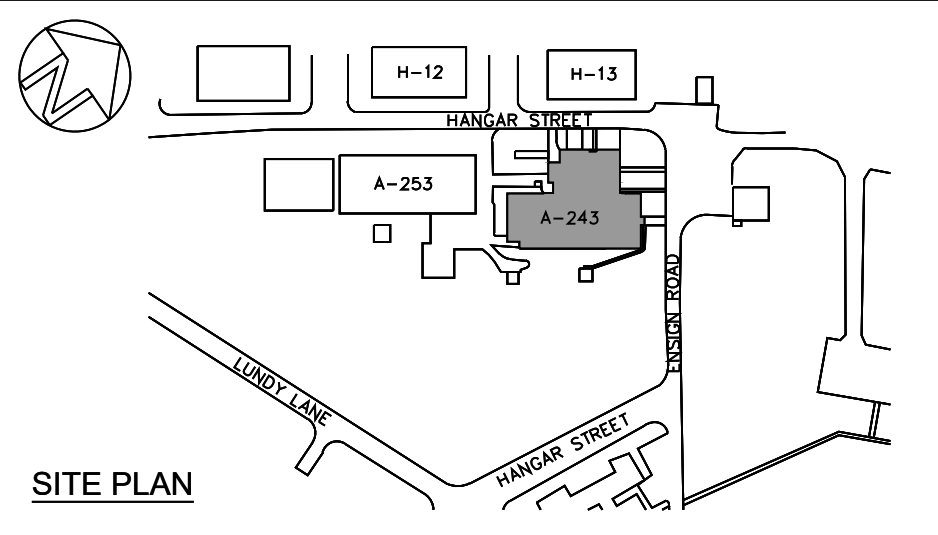 H-12
H-13
HANGAR STREET
A-253
A-243
ENSIGN ROAD
LUNDY LANE
HANGAR STREET
SITE PLAN